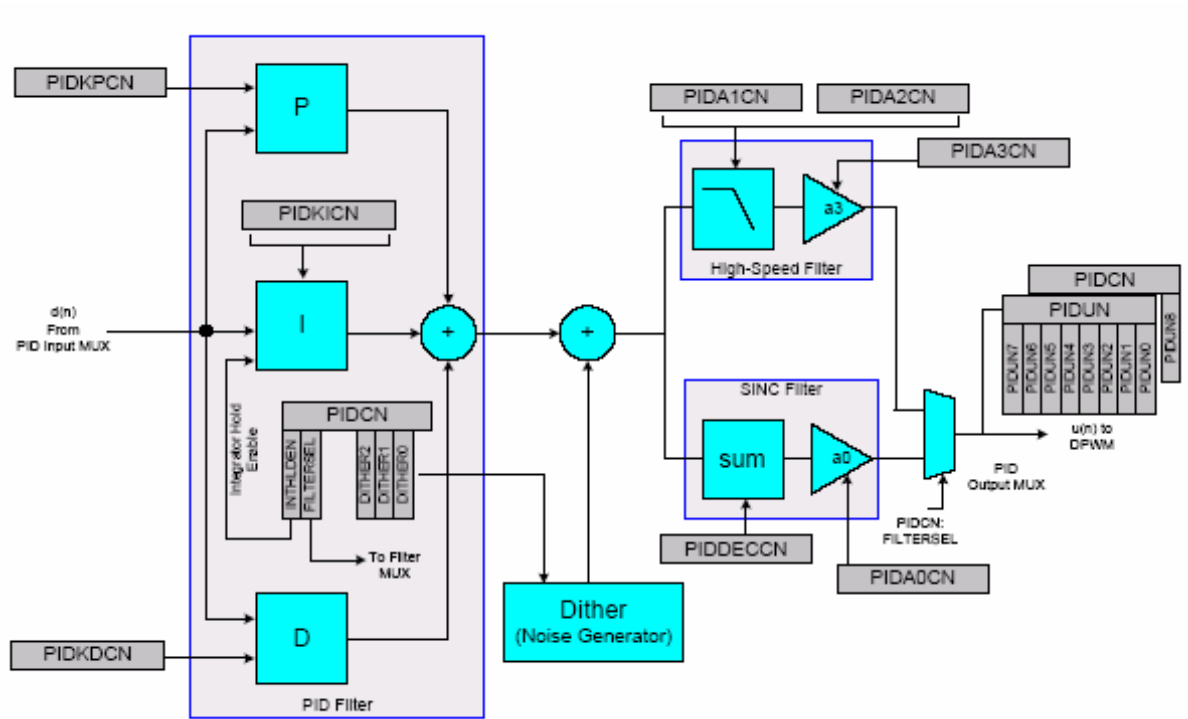 PIDKPCN
P
PIDKICN
d(n)
From
PID Input MUX
I
+
+
Integrator Hold
Enable
PIDCN
INTHLDEN
FILTERSEL
DITHER2
DITHER1
DITHER0
To Filter
MUX
PIDKDCN
D
PID Filter
Dither
(Noise Generator)
PIDA1CN
PIDA2CN
PIDA3CN
a3
High-Speed Filter
SINC Filter
sum
a0
PIDDECCN
PIDA0CN
PIDCN:
FILTERSEL
PID
Output MUX
PIDCN
PIDUN
PIDUN8
PIDUN7
PIDUN6
PIDUN5
PIDUN4
PIDUN3
PIDUN2
PIDUN1
PIDUN0
u(n) to
DPWM